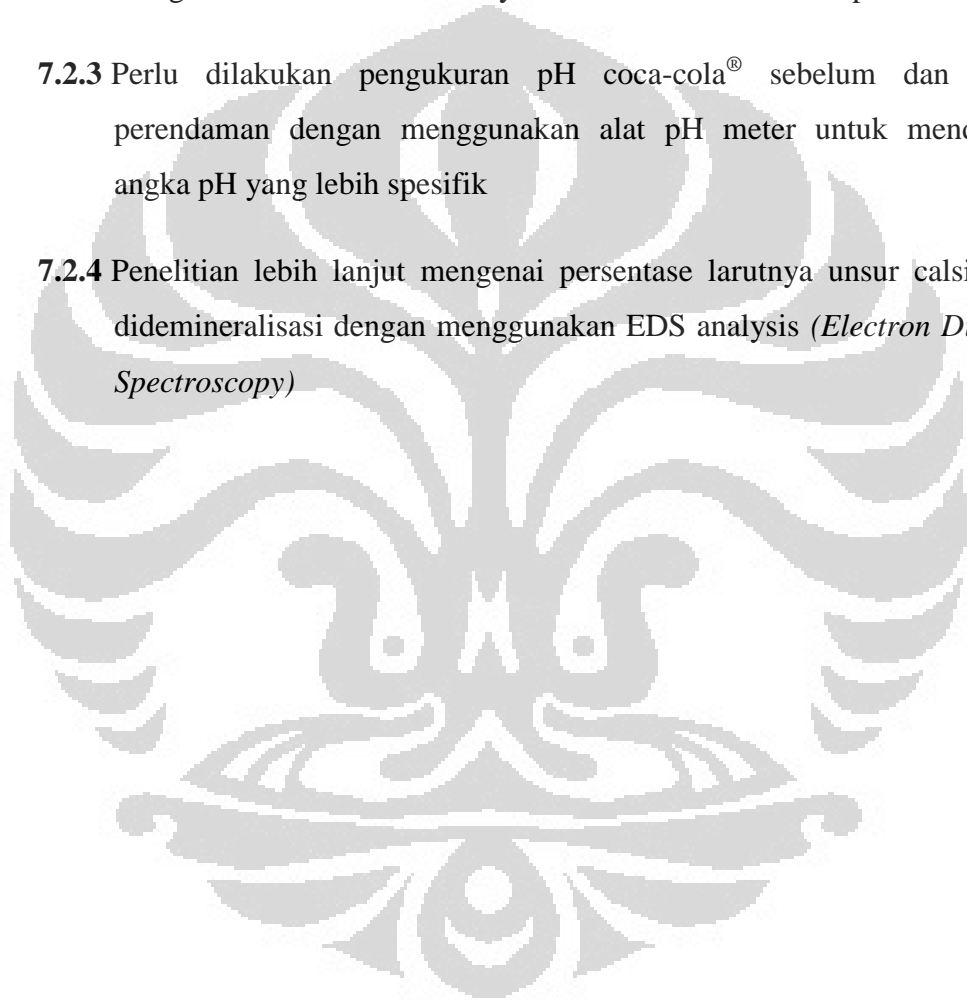 7.2.3 Perlu dilakukan pengukuran pH coca-cola® sebelum dan
perendaman dengan menggunakan alat pH meter untuk
angka pH yang lebih spesifik
7.2.4 Penelitian lebih lanjut mengenai persentase larutnya unsur
didemineralisasi dengan menggunakan EDS analysis (Electron
Spectroscopy)